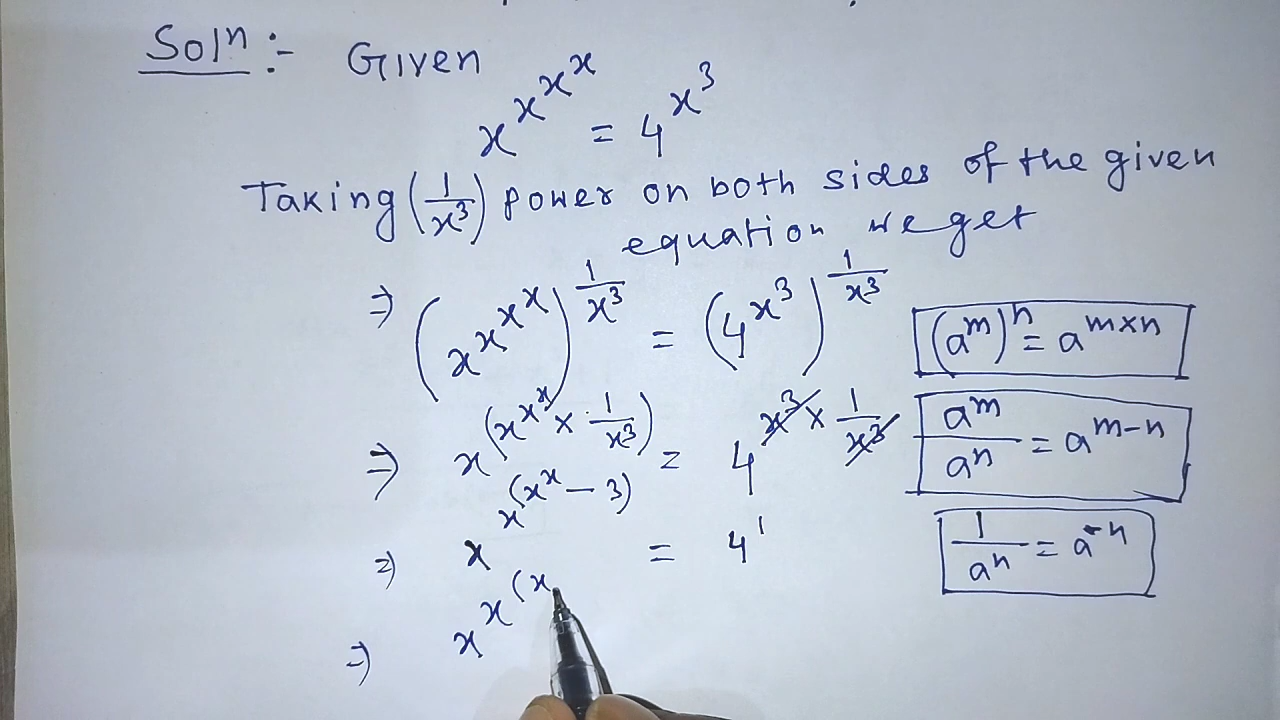 Solⁿ :- Given
x^{x^{x^x}} = 4^{x^3}
Taking (1/x^3) power on both sides of the given
equation we get
⇒ (x^{x^{x^x}})^{1/x^3} = (4^{x^3})^{1/x^3}
(a^m)^n = a^{m×n}
⇒ x^{(x^{x^x} × 1/x^3)} = 4^{x^3 × 1/x^3}
a^m/a^n = a^{m-n}
⇒ x^{x^{(x^x - 3)}} = 4^1
1/a^n = a^{-n}
⇒ x^{x^{(x